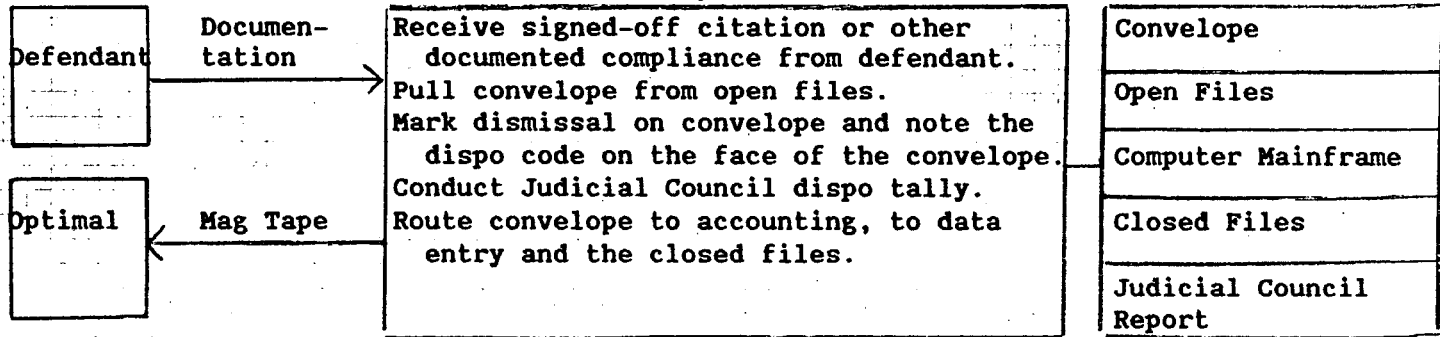 Defendant
Documen-
tation
Receive signed-off citation or other
documented compliance from defendant.
Pull convelope from open files.
Mark dismissal on convelope and note the
dispo code on the face of the convelope.
Conduct Judicial Council dispo tally.
Route convelope to accounting, to data
entry and the closed files.
Optimal
Mag Tape
Convelope
Open Files
Computer Mainframe
Closed Files
Judicial Council
Report